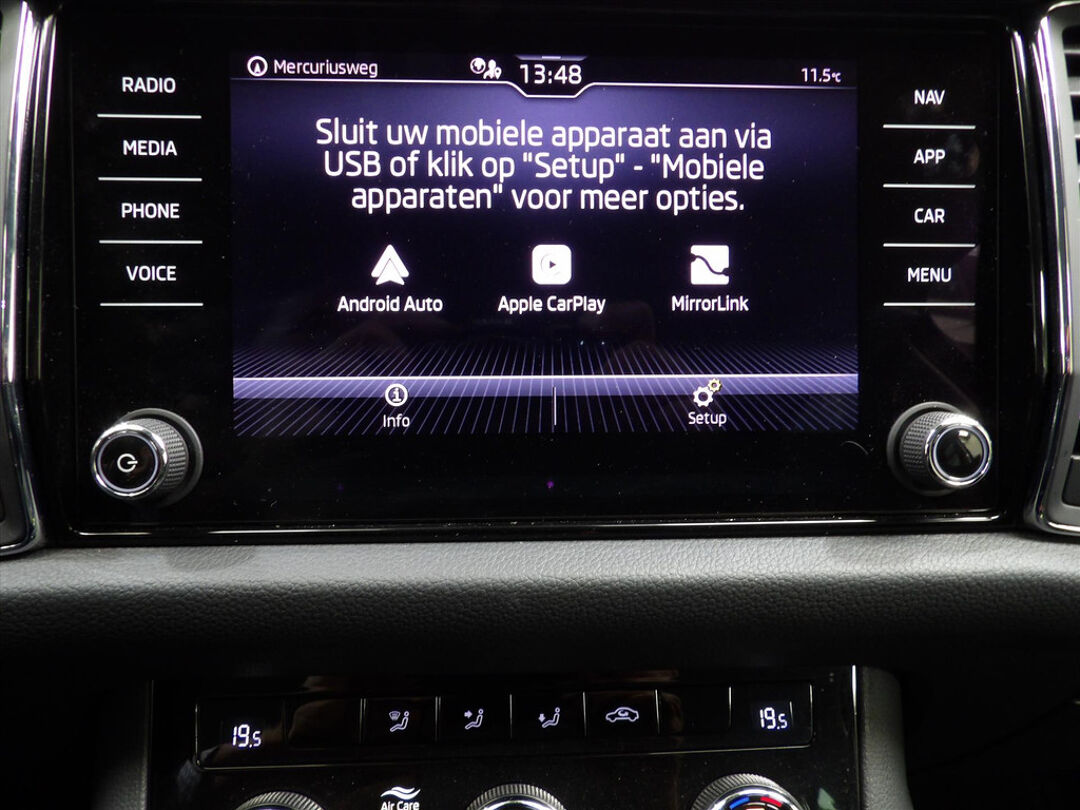 Mercuriusweg
13:48
11.5°C
RADIO
MEDIA
PHONE
VOICE
NAV
APP
CAR
MENU
Sluit uw mobiele apparaat aan via
USB of klik op "Setup" - "Mobiele
apparaten" voor meer opties.
Android Auto
Apple CarPlay
MirrorLink
Info
Setup
19.5
19.5
Air Care